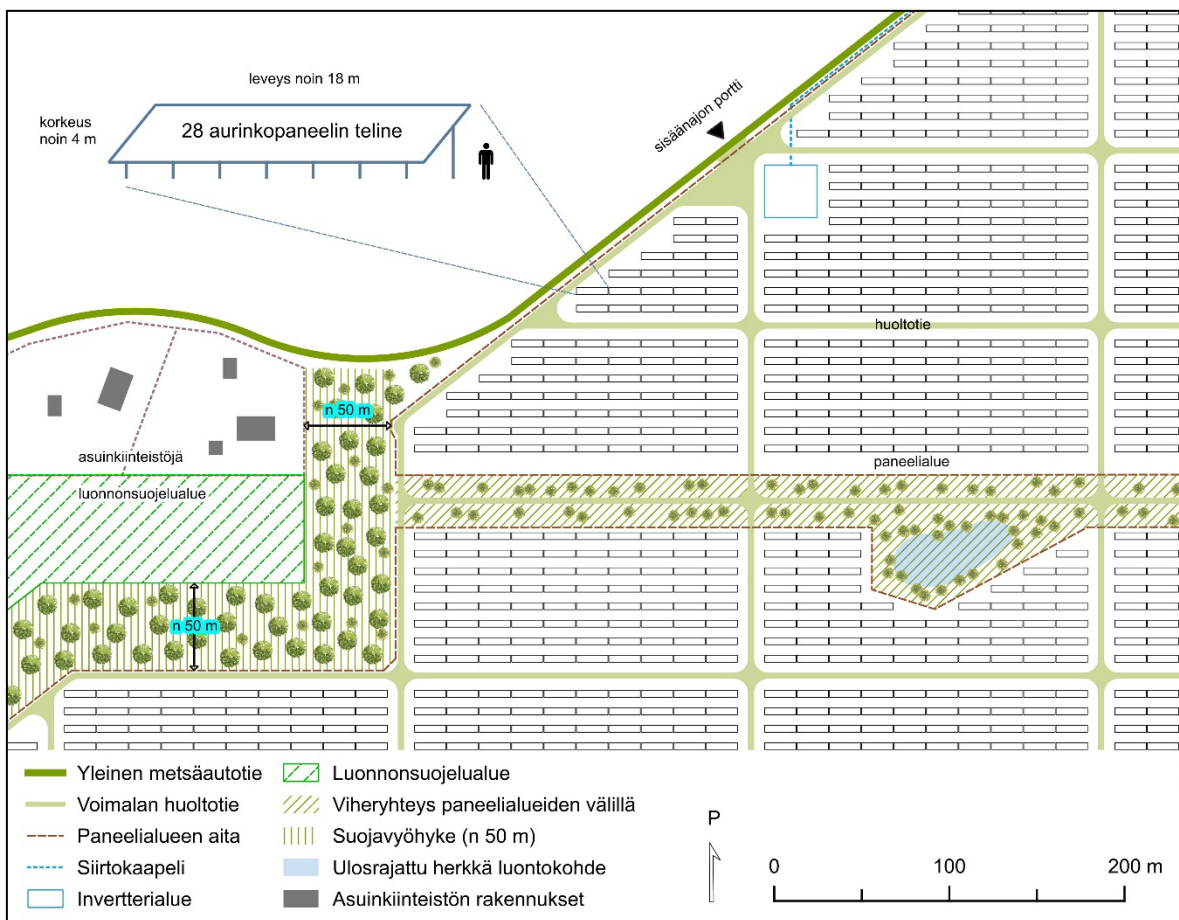 leveys noin 18 m
korkeus
noin 4 m
28 aurinkopaneelin teline
sisäänajon portti
huoltotie
n 50 m
asuinkiinteistöjä
paneelialue
luonnonsuojelualue
n 50 m
Yleinen metsäautotie
Voimalan huoltotie
Paneelialueen aita
Siirtokaapeli
Invertterialue
Luonnonsuojelualue
Viheryhteys paneelialueiden välillä
Suojavyöhyke (n 50 m)
Ulosrajattu herkkä luontokohde
Asuinkiinteistön rakennukset
P
0 100 200 m